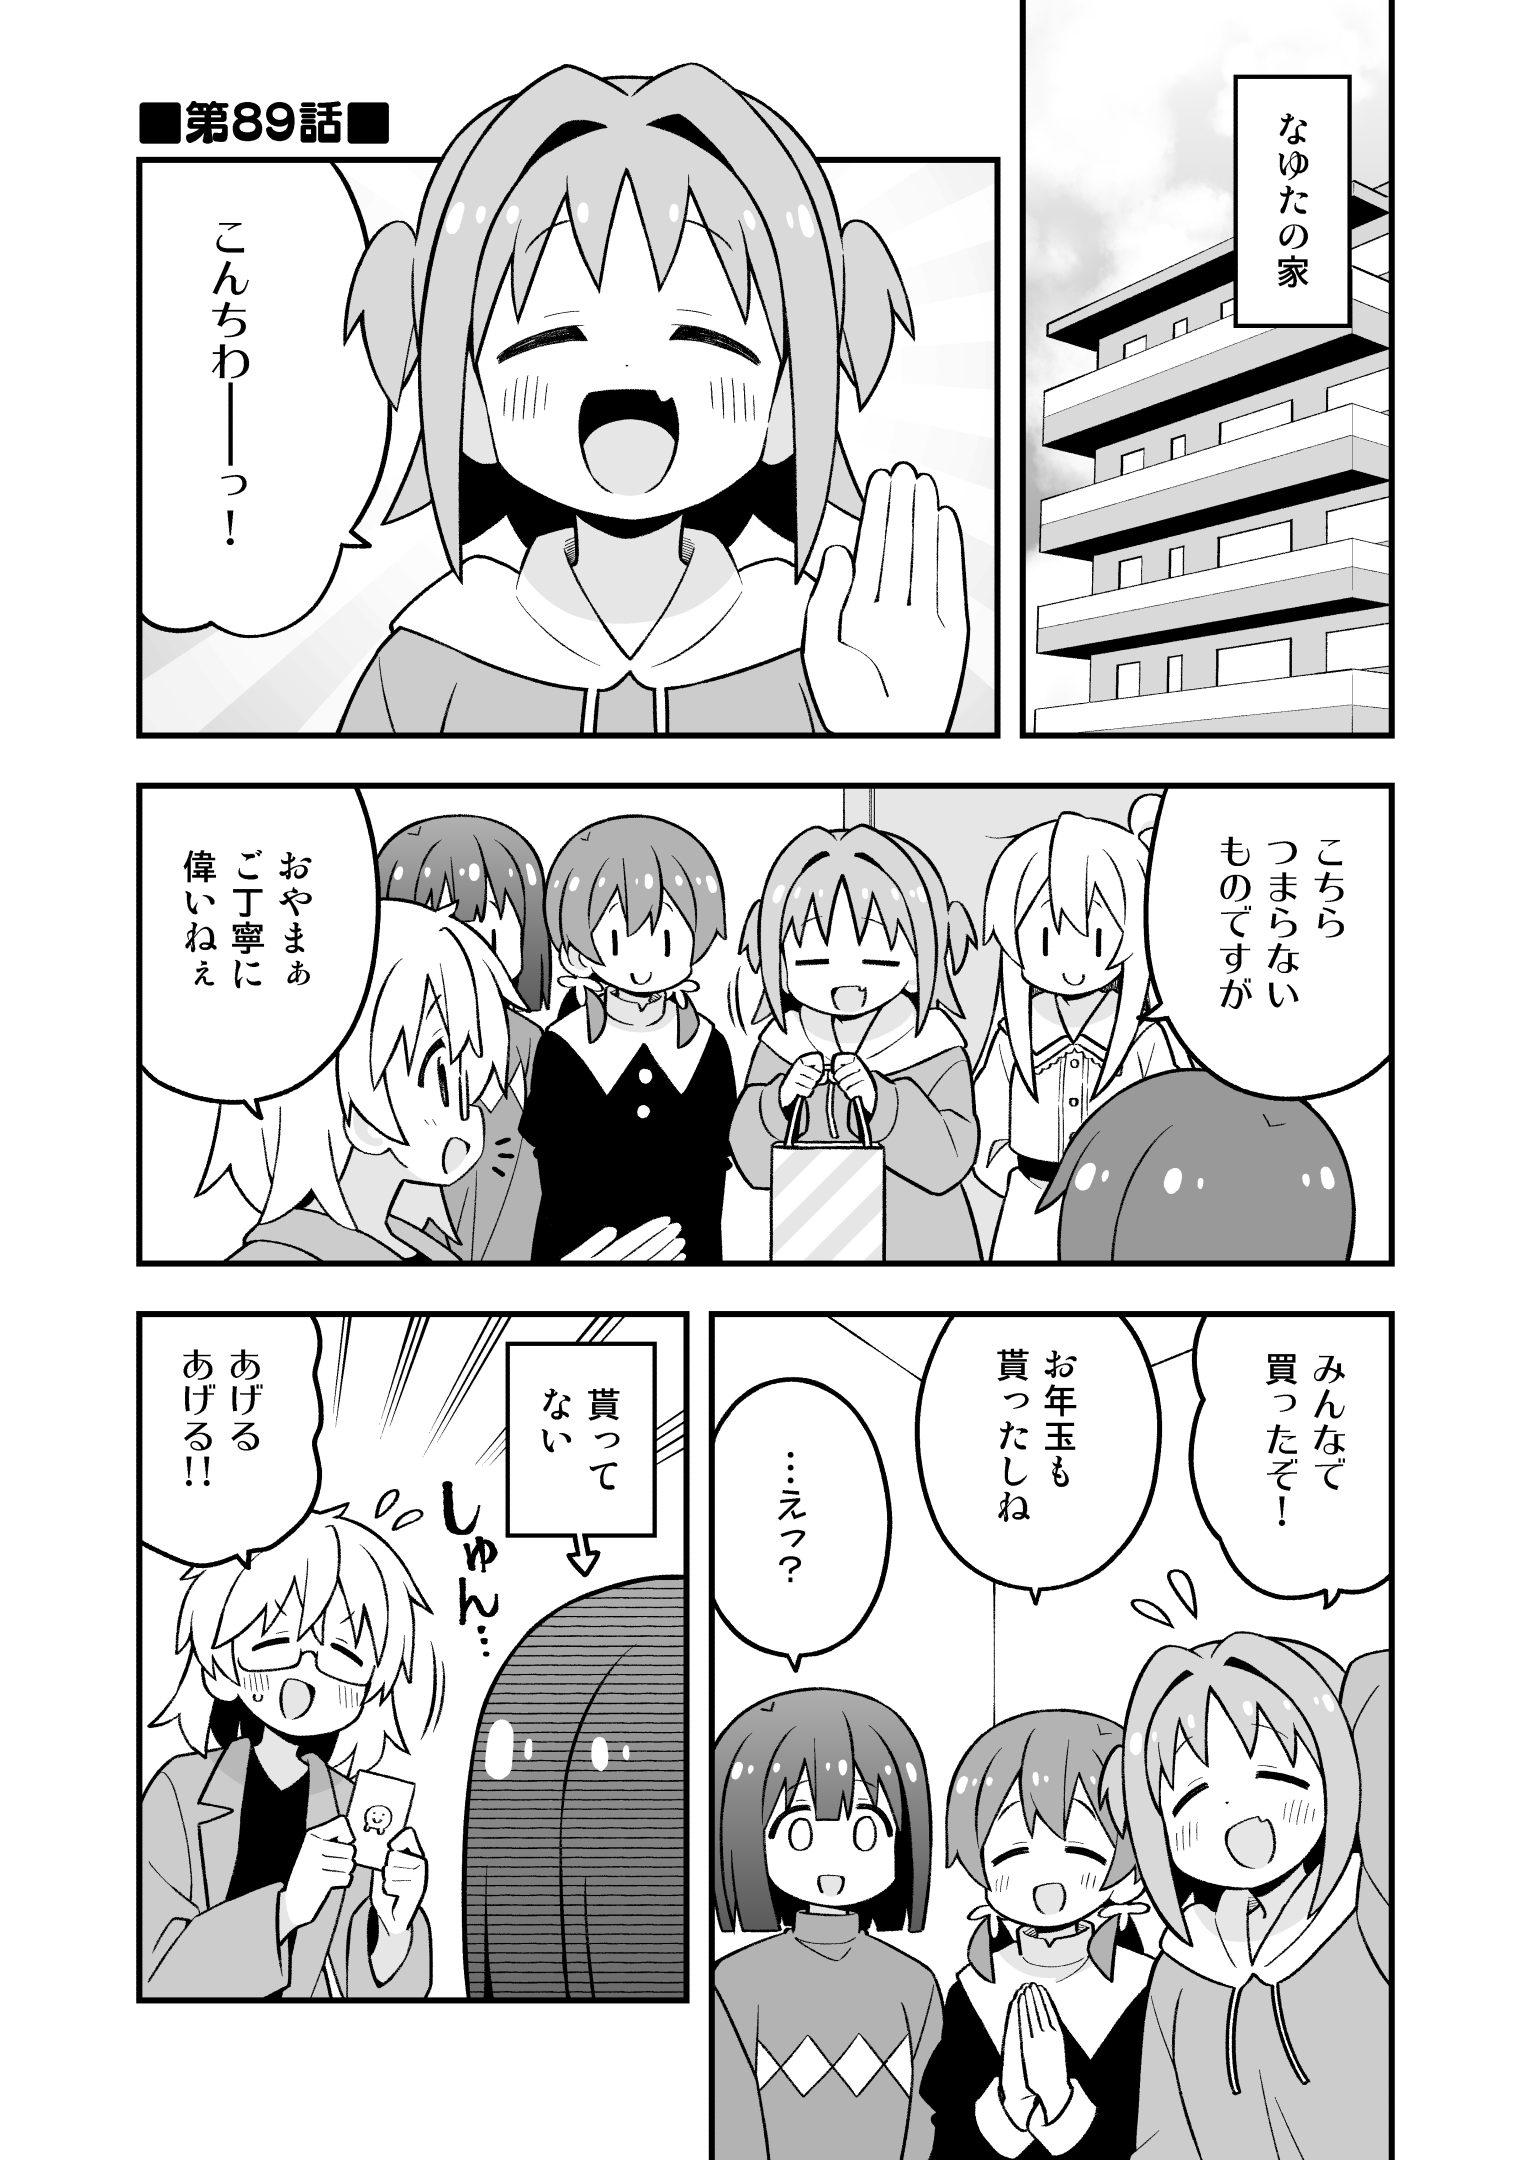 なゆたの家
■第89話■
こんちわ――っ！
こちら
つまらない
ものですが
おやまぁ
ご丁寧に
偉いねぇ
みんなで
買ったぞ！
お年玉も
貰ったしね
…えっ？
貰って
ない
しゅん…
あげる
あげる！！